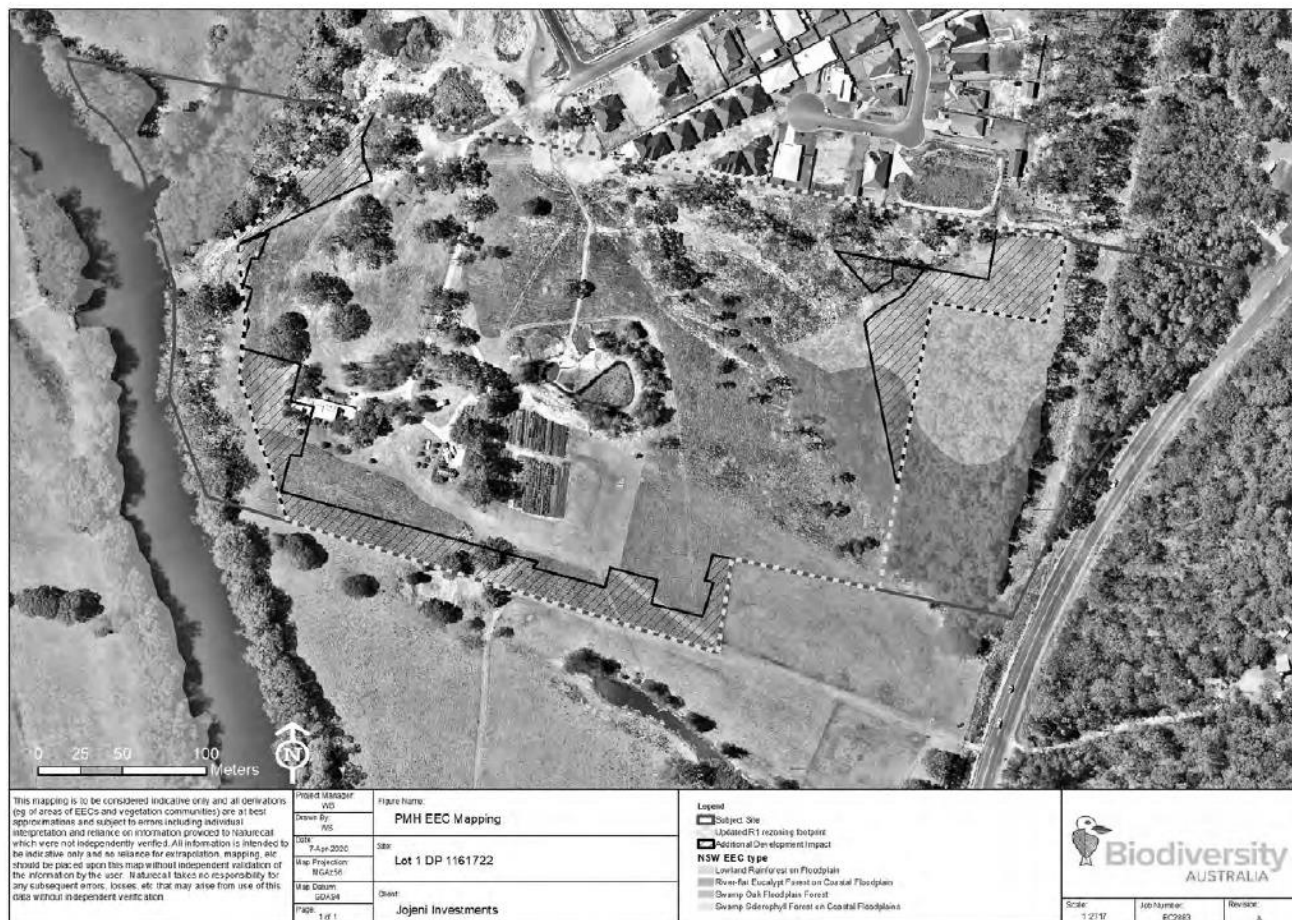 0 25 50 100
Meters
N
This mapping is to be considered indicative only and all derivations
(eg of areas of EECs and vegetation communities) are at best
approximations and subject to errors including individual
interpretation and reliance on information provided to Naturecall
which were not independently verified. All information is intended to
be indicative only and no reliance for extrapolation, mapping, etc
should be placed upon this map without independent validation of
the information by the user. Naturecall takes no responsibility for
any subsequent errors, losses, etc that may arise from use of this
data without independent verification
Project Manager:
WB
Drawn By:
Date:
7-Apr-2020
Map Projection:
MGAz56
Map Datum:
GDA94
Page:
1 of 1
Figure Name:
PMH EEC Mapping
Site:
Lot 1 DP 1161722
Client:
Jojeni Investments
Legend
Subject Site
Updated R1 rezoning footprint
Additional Development Impact
NSW EEC type
Lowland Rainforest on Floodplain
River-flat Eucalypt Forest on Coastal Floodplain
Swamp Oak Floodplain Forest
Swamp Sclerophyll Forest on Coastal Floodplains
Biodiversity
AUSTRALIA
Scale:
Job Number:
Revision: